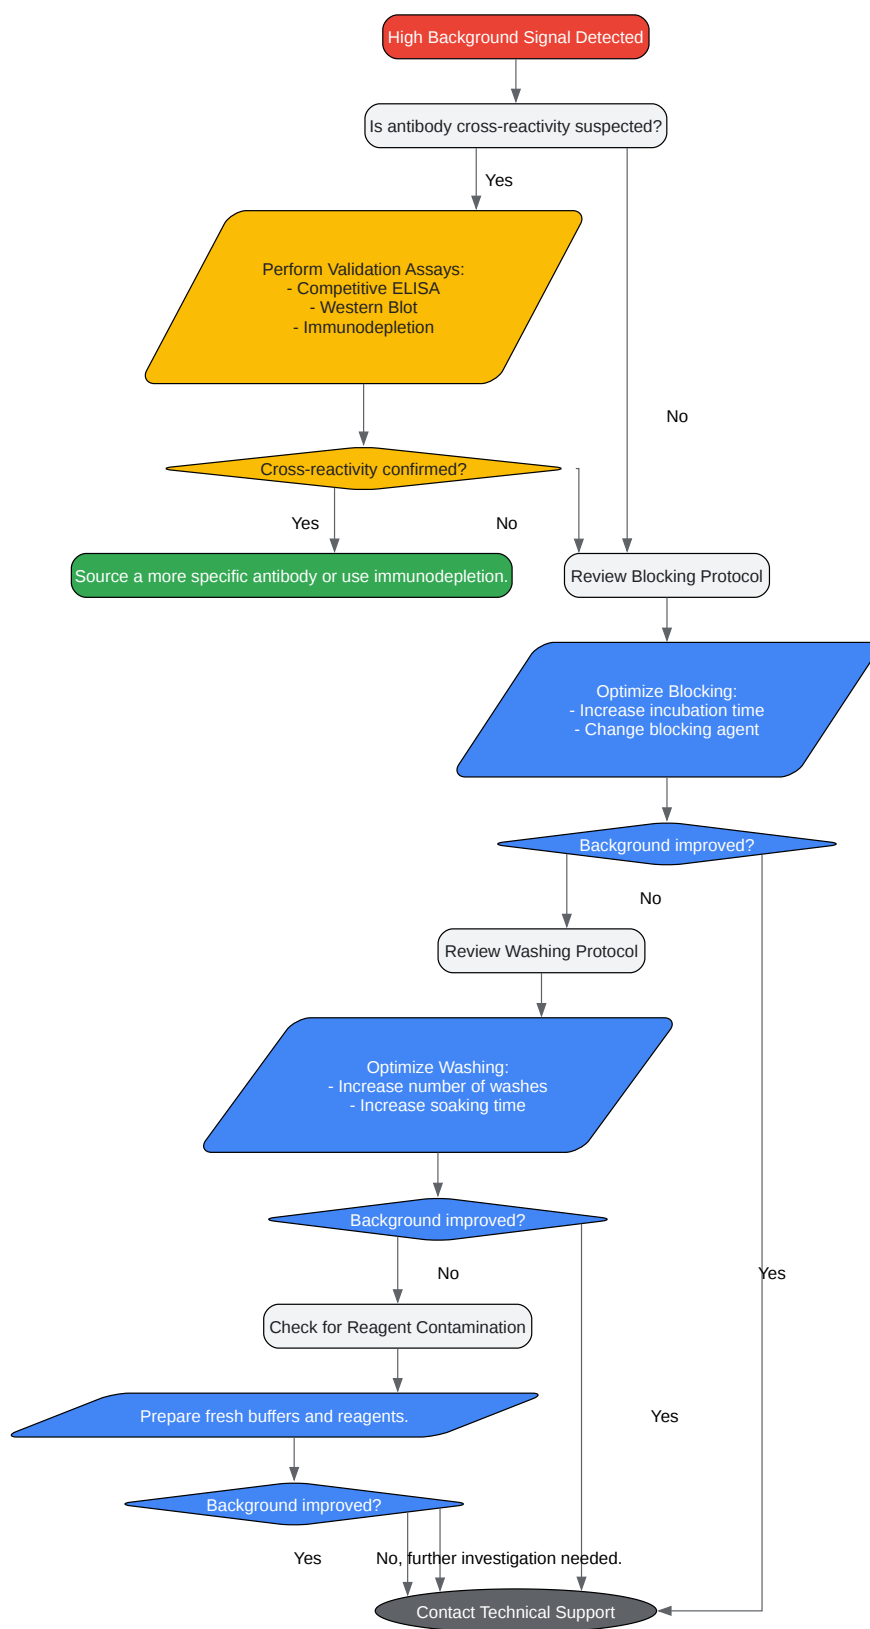 High Background Signal Detected
Is antibody cross-reactivity suspected?
Yes
Perform Validation Assays:
- Competitive ELISA
- Western Blot
- Immunodepletion
No
Cross-reactivity confirmed?
Yes
No
Source a more specific antibody or use immunodepletion.
Review Blocking Protocol
Optimize Blocking:
- Increase incubation time
- Change blocking agent
Background improved?
No
Review Washing Protocol
Optimize Washing:
- Increase number of washes
- Increase soaking time
Background improved?
No
Yes
Check for Reagent Contamination
Prepare fresh buffers and reagents.
Yes
Background improved?
Yes
No, further investigation needed.
Contact Technical Support